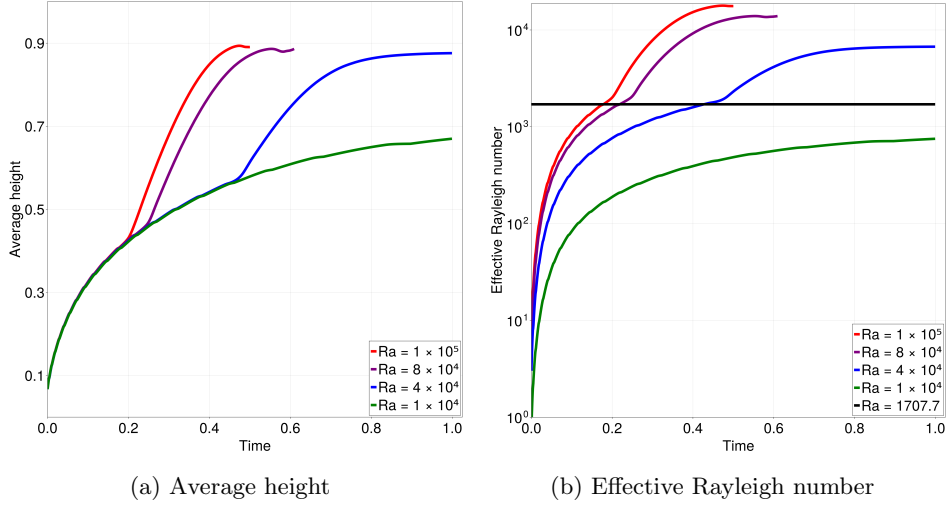 Average height
0.9
0.7
0.5
0.3
0.1
0.0
0.2
0.4
0.6
0.8
1.0
Time
Ra = 1 × 10⁵
Ra = 8 × 10⁴
Ra = 4 × 10⁴
Ra = 1 × 10⁴
(a) Average height
Effective Rayleigh number
10⁴
10³
10²
10¹
10⁰
0.0
0.2
0.4
0.6
0.8
1.0
Time
Ra = 1 × 10⁵
Ra = 8 × 10⁴
Ra = 4 × 10⁴
Ra = 1 × 10⁴
Ra = 1707.7
(b) Effective Rayleigh number